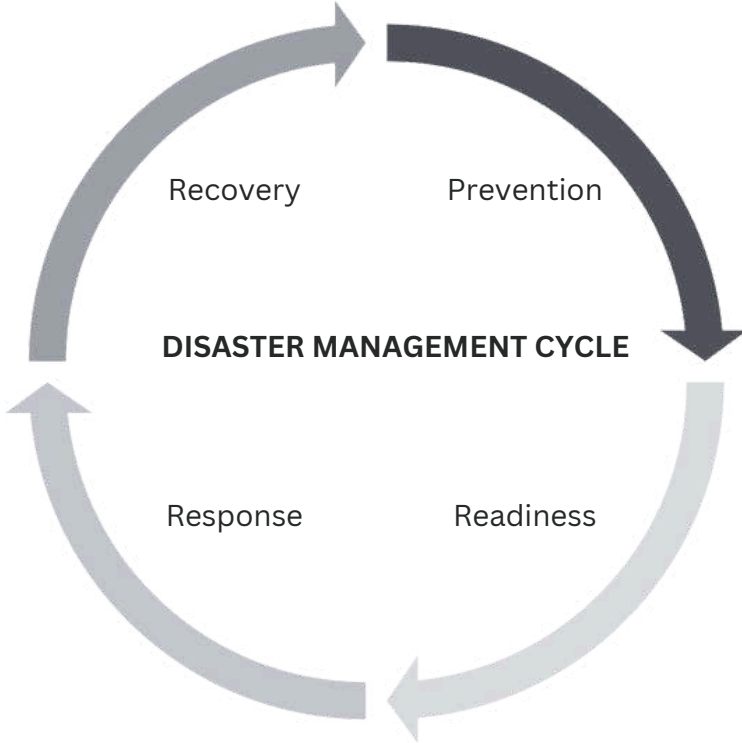 Recovery
Prevention
DISASTER MANAGEMENT CYCLE
Response
Readiness